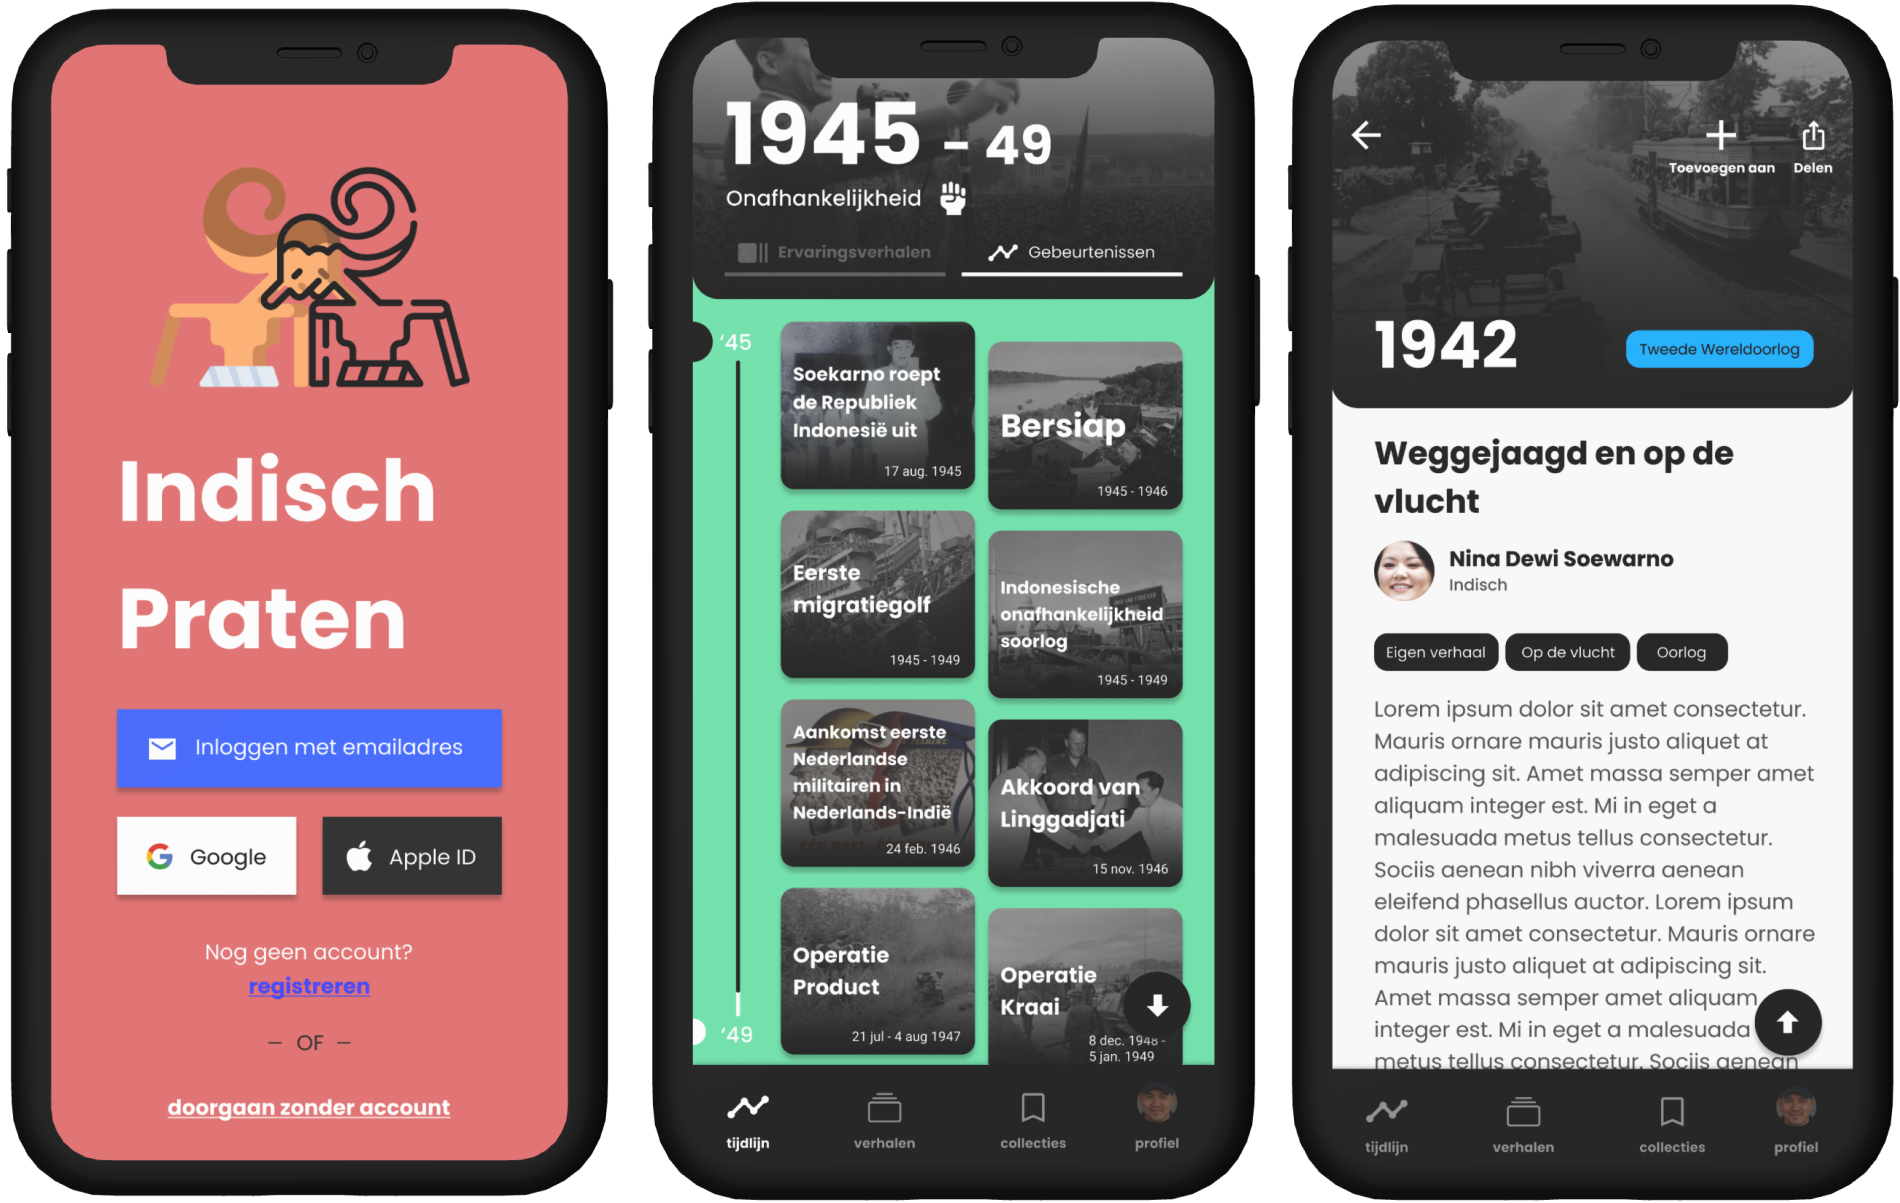 Indisch
Praten
Inloggen met emailadres
Google
Apple ID
Nog geen account?
registreren
— OF —
doorgaan zonder account
1945 - 49
Onafhankelijkheid
Ervaringsverhalen
Gebeurtenissen
‘45
Soekarno roept
de Republiek
Indonesië uit
17 aug. 1945
Bersiap
1945 - 1946
Eerste
migratiegolf
1945 - 1949
Indonesische
onafhankelijkheid
soorlog
1945 - 1949
Aankomst eerste
Nederlandse
militairen in
Nederlands-Indië
24 feb. 1946
Akkoord van
Linggadjati
15 nov. 1946
Operatie
Product
21 jul - 4 aug 1947
Operatie
Kraai
8 dec. 1948 -
5 jan. 1949
‘49
tijdlijn
verhalen
collecties
profiel
Toevoegen aan
Delen
1942
Tweede Wereldoorlog
Weggejaagd en op de
vlucht
Nina Dewi Soewarno
Indisch
Eigen verhaal
Op de vlucht
Oorlog
Lorem ipsum dolor sit amet consectetur.
Mauris ornare mauris justo aliquet at
adipiscing sit. Amet massa semper amet
aliquam integer est. Mi in eget a
malesuada metus tellus consectetur.
Sociis aenean nibh viverra aenean
eleifend phasellus auctor. Lorem ipsum
dolor sit amet consectetur. Mauris ornare
mauris justo aliquet at adipiscing sit.
Amet massa semper amet aliquam
integer est. Mi in eget a malesuada
metus tellus consectetur. Sociis aenean
tijdlijn
verhalen
collecties
profiel